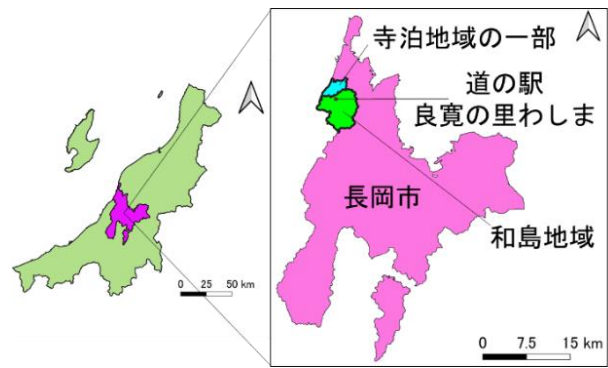 0 25 50 km
寺泊地域の一部
道の駅
良寛の里わしま
長岡市
和島地域
0 7.5 15 km